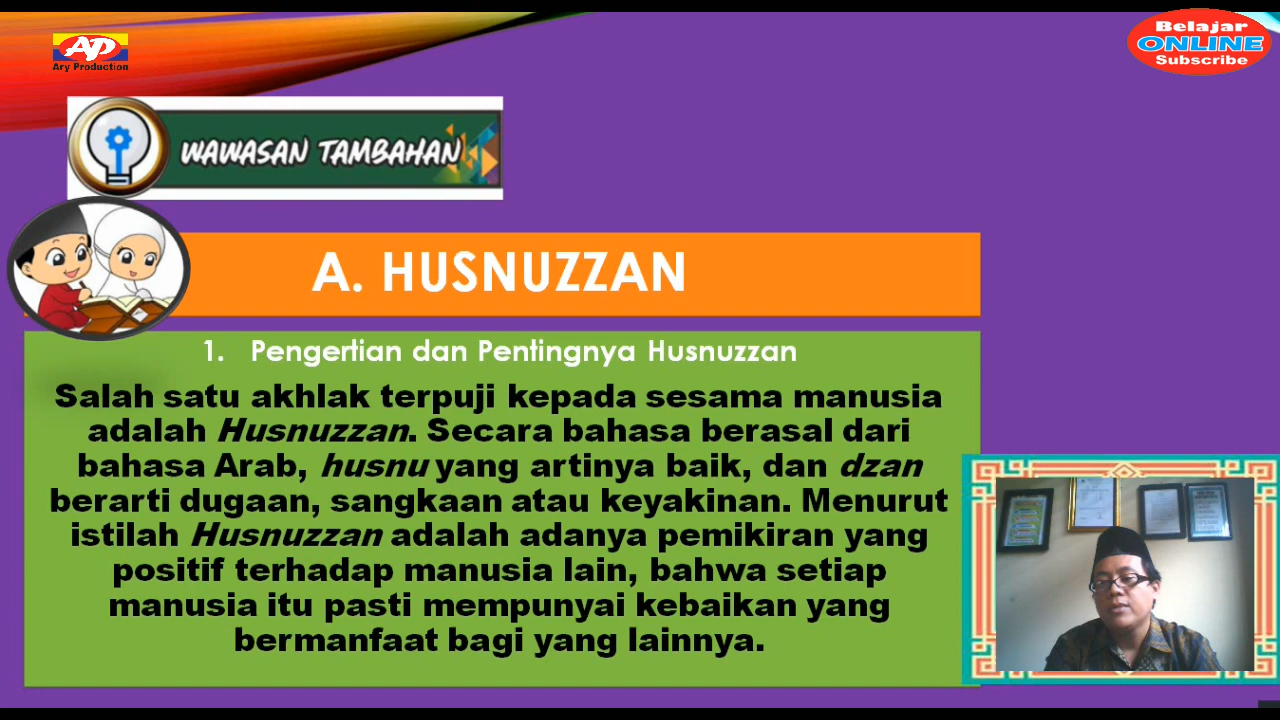 AP
Ary Production
Belajar
ONLINE
Subscribe
WAWASAN TAMBAHAN
A. HUSNUZZAN
1. Pengertian dan Pentingnya Husnuzzan
Salah satu akhlak terpuji kepada sesama manusia
adalah Husnuzzan. Secara bahasa berasal dari
bahasa Arab, husnu yang artinya baik, dan dzan
berarti dugaan, sangkaan atau keyakinan. Menurut
istilah Husnuzzan adalah adanya pemikiran yang
positif terhadap manusia lain, bahwa setiap
manusia itu pasti mempunyai kebaikan yang
bermanfaat bagi yang lainnya.